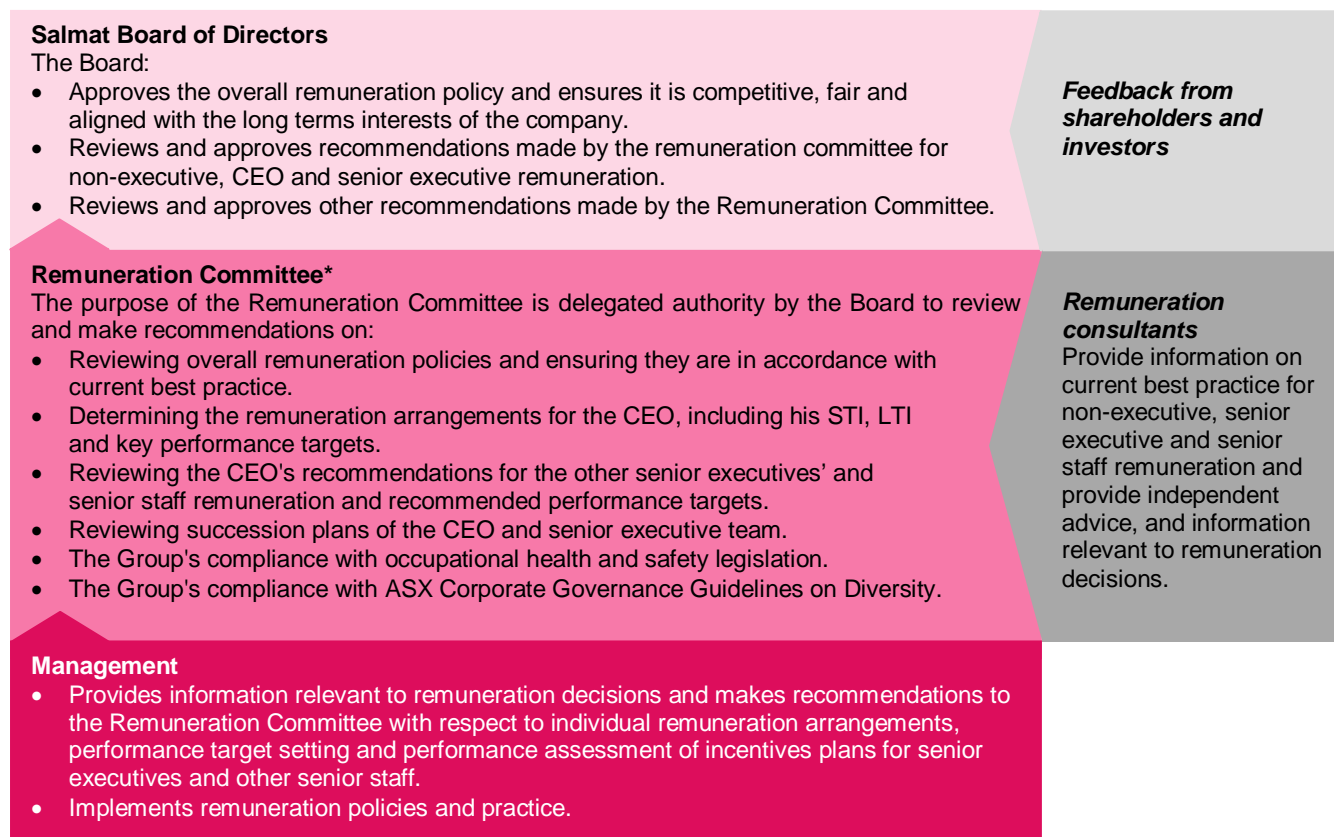 Salmat Board of Directors
The Board:
• Approves the overall remuneration policy and ensures it is competitive, fair and
aligned with the long terms interests of the company.
• Reviews and approves recommendations made by the remuneration committee for
non-executive, CEO and senior executive remuneration.
• Reviews and approves other recommendations made by the Remuneration Committee.
Feedback from
shareholders and
investors
Remuneration Committee*
The purpose of the Remuneration Committee is delegated authority by the Board to review
and make recommendations on:
• Reviewing overall remuneration policies and ensuring they are in accordance with
current best practice.
• Determining the remuneration arrangements for the CEO, including his STI, LTI
and key performance targets.
• Reviewing the CEO's recommendations for the other senior executives’ and
senior staff remuneration and recommended performance targets.
• Reviewing succession plans of the CEO and senior executive team.
• The Group's compliance with occupational health and safety legislation.
• The Group's compliance with ASX Corporate Governance Guidelines on Diversity.
Remuneration
consultants
Provide information on
current best practice for
non-executive, senior
executive and senior
staff remuneration and
provide independent
advice, and information
relevant to remuneration
decisions.
Management
• Provides information relevant to remuneration decisions and makes recommendations to
the Remuneration Committee with respect to individual remuneration arrangements,
performance target setting and performance assessment of incentives plans for senior
executives and other senior staff.
• Implements remuneration policies and practice.